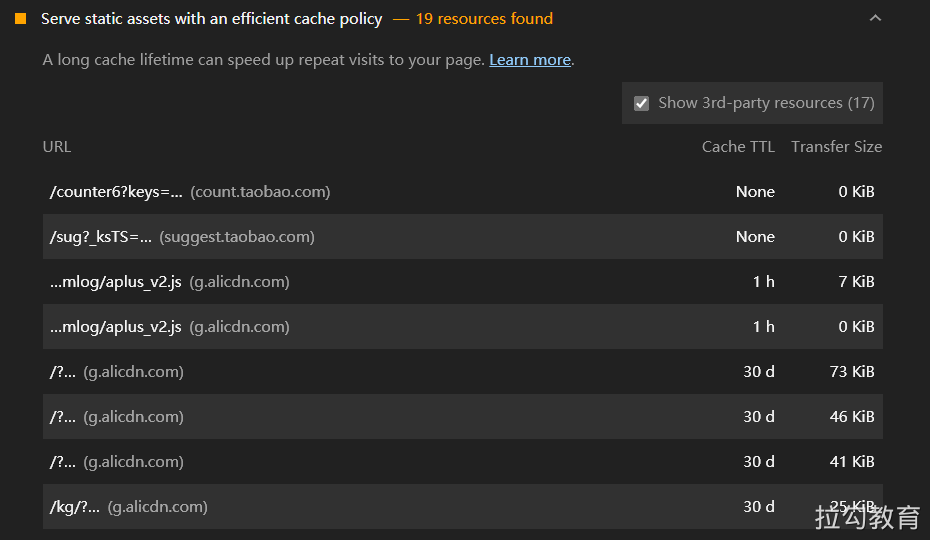 Serve static assets with an efficient cache policy — 19 resources found
A long cache lifetime can speed up repeat visits to your page. Learn more.
Show 3rd-party resources (17)
URL Cache TTL Transfer Size
/counter6?keys=... (count.taobao.com) None 0 KiB
/sug?_ksTS=... (suggest.taobao.com) None 0 KiB
...mlog/aplus_v2.js (g.alicdn.com) 1 h 7 KiB
...mlog/aplus_v2.js (g.alicdn.com) 1 h 0 KiB
/?... (g.alicdn.com) 30 d 73 KiB
/?... (g.alicdn.com) 30 d 46 KiB
/?... (g.alicdn.com) 30 d 41 KiB
/kg/?... (g.alicdn.com) 30 d 25 KiB
拉勾教育